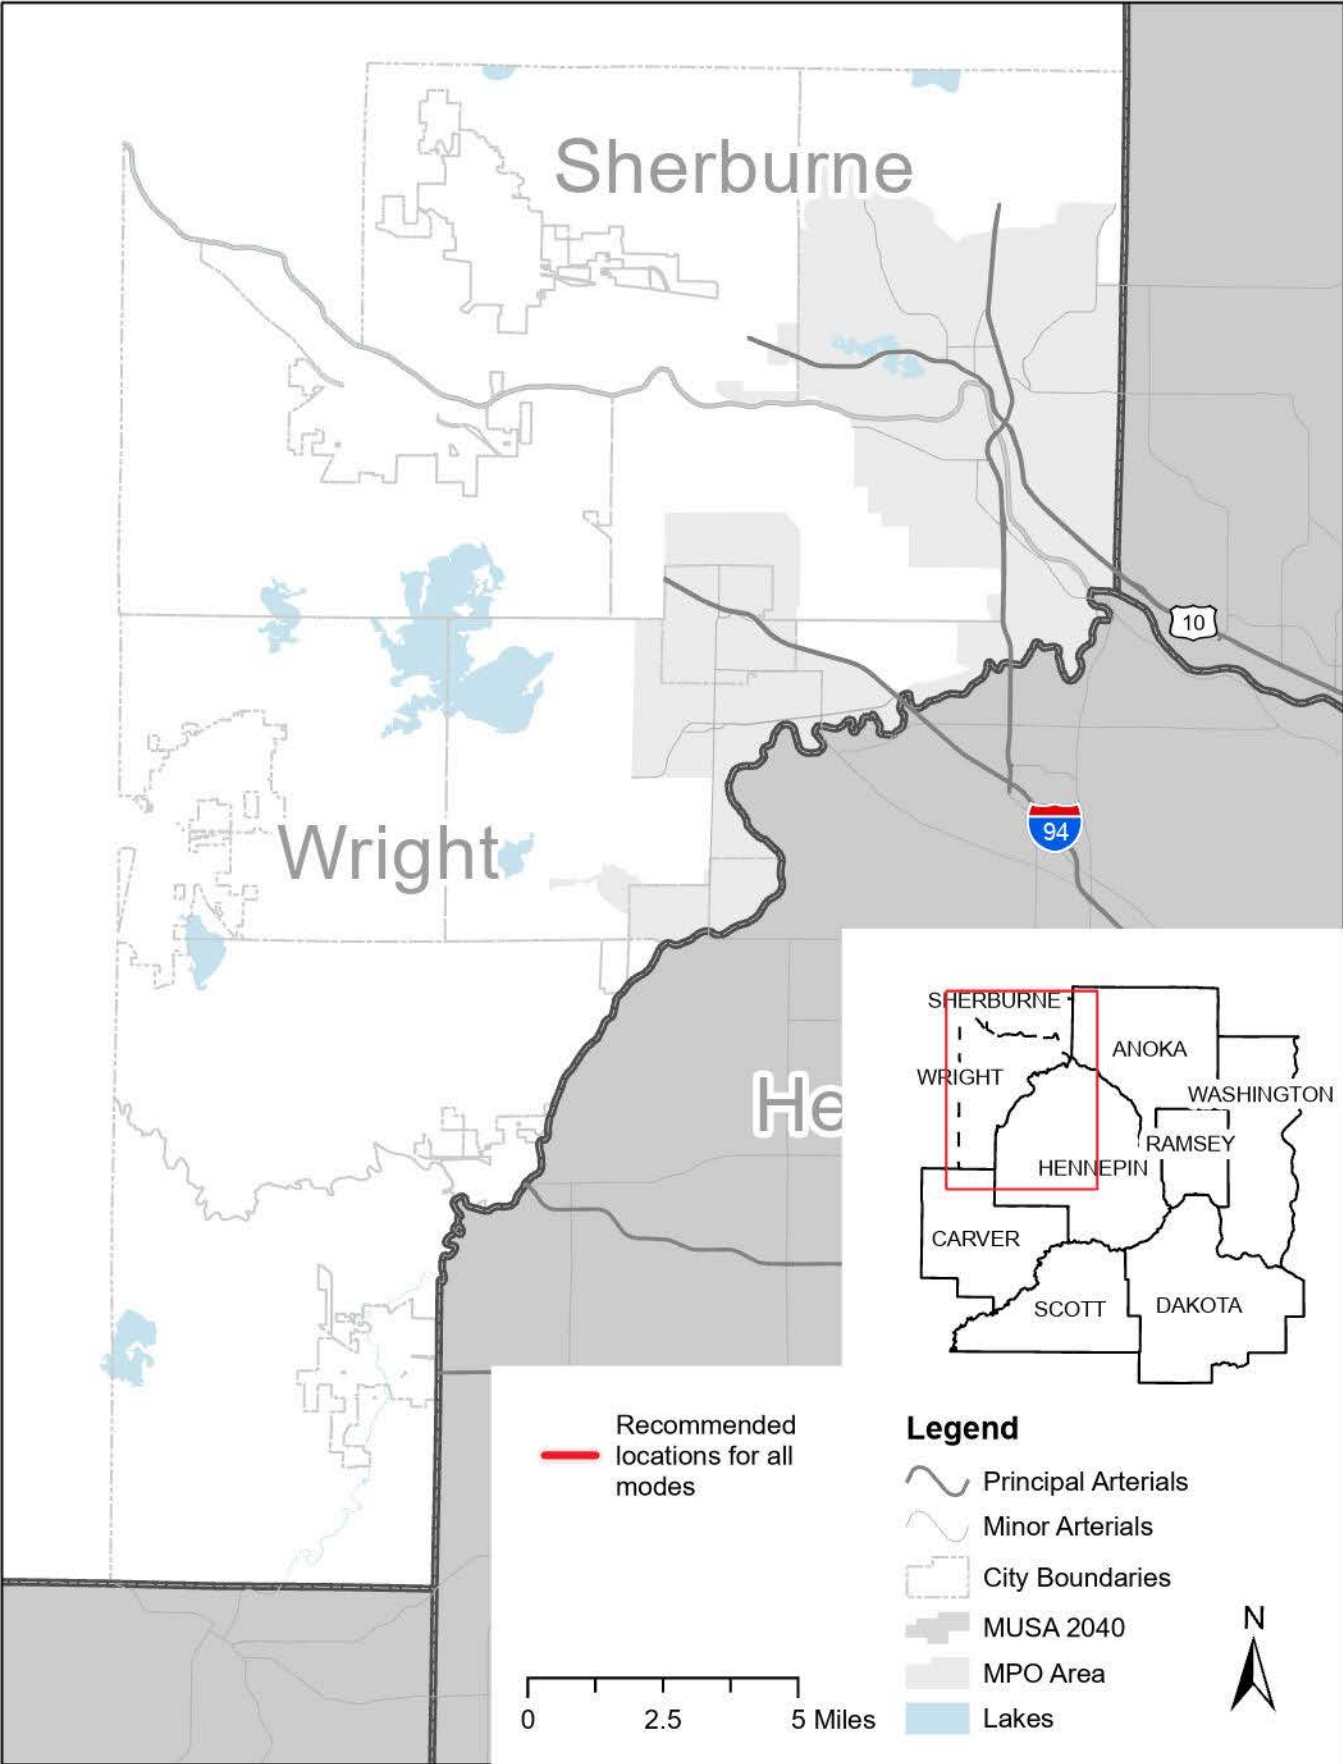 Sherburne
10
94
Wright
He
SHERBURNE
ANOKA
WRIGHT
WASHINGTON
RAMSEY
HENNEPIN
CARVER
SCOTT
DAKOTA
Recommended
locations for all
modes
Legend
Principal Arterials
Minor Arterials
City Boundaries
MUSA 2040
MPO Area
Lakes
N
0 2.5 5 Miles